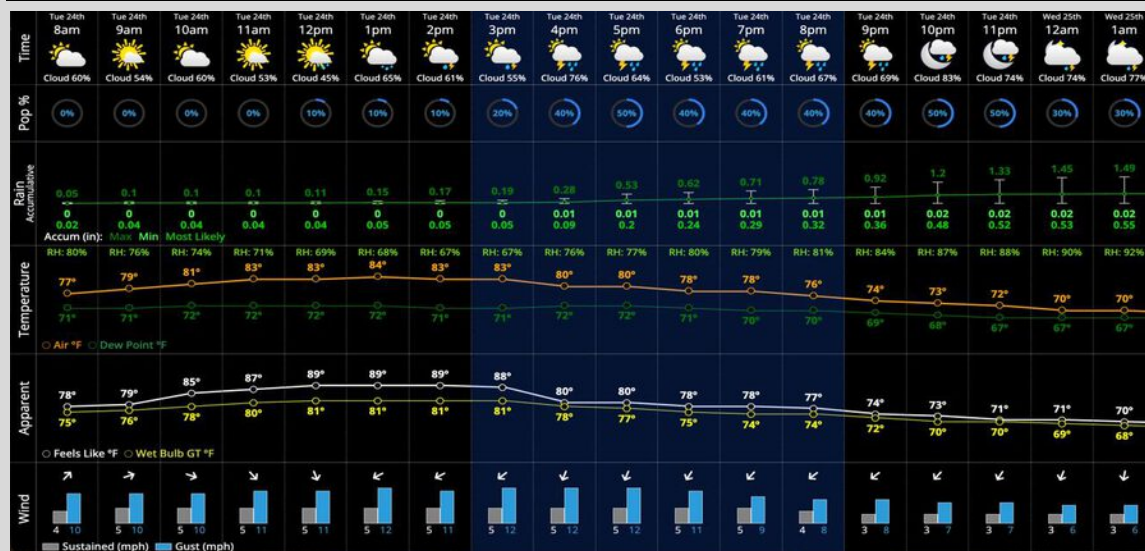 Time
Tue 24th Tue 24th Tue 24th Tue 24th Tue 24th Tue 24th Tue 24th Tue 24th Tue 24th Tue 24th Tue 24th Tue 24th Tue 24th Tue 24th Tue 24th Tue 24th Wed 25th Wed 25th
8am 9am 10am 11am 12pm 1pm 2pm 3pm 4pm 5pm 6pm 7pm 8pm 9pm 10pm 11pm 12am 1am
Cloud 60% Cloud 54% Cloud 60% Cloud 53% Cloud 45% Cloud 65% Cloud 61% Cloud 55% Cloud 76% Cloud 64% Cloud 53% Cloud 61% Cloud 67% Cloud 69% Cloud 83% Cloud 74% Cloud 74% Cloud 77%
Pop %
0% 0% 0% 0% 10% 10% 10% 20% 40% 50% 40% 40% 40% 40% 50% 50% 30% 30%
Rain
Accumulative
0.05 0.1 0.1 0.1 0.11 0.15 0.17 0.19 0.28 0.53 0.62 0.71 0.78 0.92 1.2 1.33 1.45 1.49
0 0 0 0 0 0 0 0 0.01 0.01 0.01 0.01 0.01 0.01 0.02 0.02 0.02 0.02
0.02 0.04 0.04 0.04 0.04 0.05 0.05 0.05 0.09 0.2 0.24 0.29 0.32 0.36 0.48 0.52 0.53 0.55
Accum (in): Max Min Most Likely
Temperature
RH: 80% RH: 76% RH: 74% RH: 71% RH: 69% RH: 68% RH: 67% RH: 67% RH: 76% RH: 77% RH: 80% RH: 79% RH: 81% RH: 84% RH: 87% RH: 88% RH: 90% RH: 92%
77° 79° 81° 83° 83° 84° 83° 83° 80° 80° 78° 78° 76° 74° 73° 72° 70° 70°
71° 71° 72° 72° 72° 72° 71° 71° 72° 72° 71° 70° 70° 69° 68° 67° 67° 67°
Air °F Dew Point °F
Apparent
78° 79° 85° 87° 89° 89° 89° 88° 80° 80° 78° 78° 77° 74° 73° 71° 71° 70°
75° 76° 78° 80° 81° 81° 81° 81° 78° 77° 75° 74° 74° 72° 70° 70° 69° 68°
Feels Like °F Wet Bulb GT °F
Wind
4 10 5 10 5 10 5 11 5 11 5 12 5 11 5 12 5 12 5 12 5 11 5 9 4 8 3 8 3 7 3 7 3 6 3 6
Sustained (mph) Gust (mph)